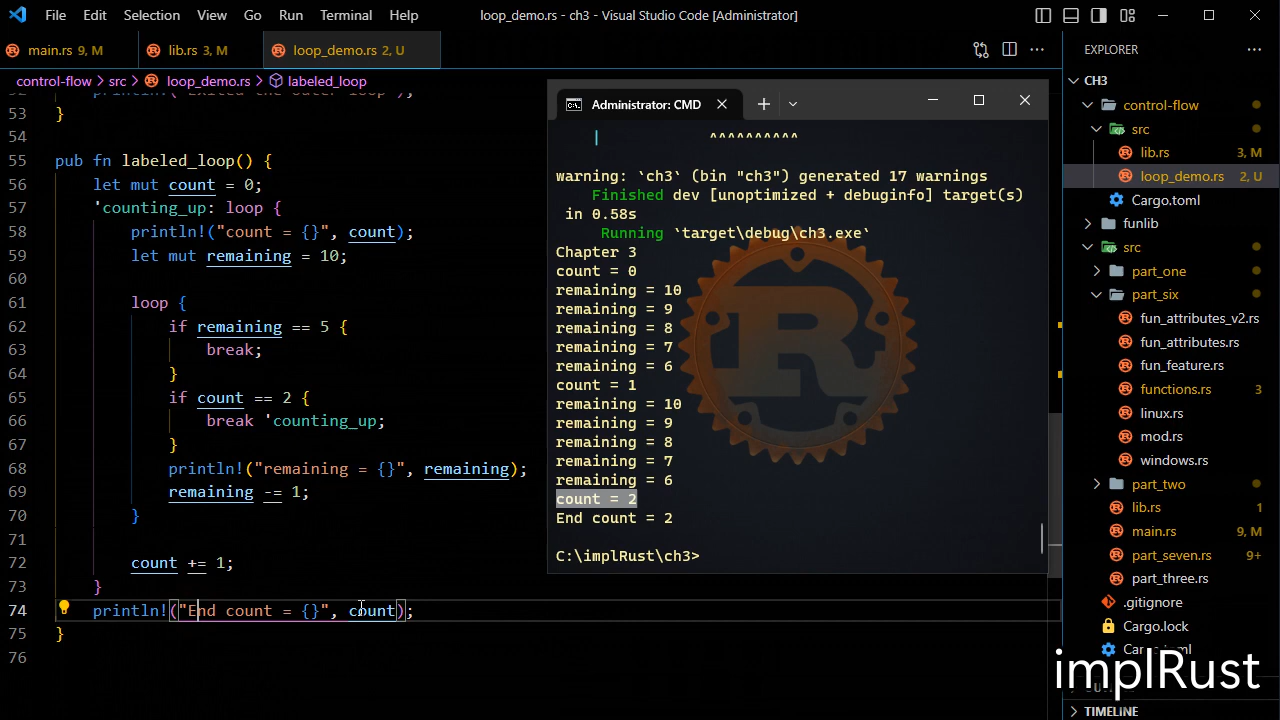 File Edit Selection View Go Run Terminal Help loop_demo.rs - ch3 - Visual Studio Code [Administrator]
main.rs 9, M lib.rs 3, M loop_demo.rs 2, U
control-flow > src > loop_demo.rs > labeled_loop
53 }
54
55 pub fn labeled_loop() {
56 let mut count = 0;
57 'counting_up: loop {
58 println!("count = {}", count);
59 let mut remaining = 10;
60
61 loop {
62 if remaining == 5 {
63 break;
64 }
65 if count == 2 {
66 break 'counting_up;
67 }
68 println!("remaining = {}", remaining);
69 remaining -= 1;
70 }
71
72 count += 1;
73 }
74 println!("End count = {}", count);
75 }
76
Administrator: CMD
| ^^^^^^^^^^
warning: `ch3` (bin "ch3") generated 17 warnings
Finished dev [unoptimized + debuginfo] target(s)
in 0.58s
Running `target\debug\ch3.exe`
Chapter 3
count = 0
remaining = 10
remaining = 9
remaining = 8
remaining = 7
remaining = 6
count = 1
remaining = 10
remaining = 9
remaining = 8
remaining = 7
remaining = 6
count = 2
End count = 2
C:\implRust\ch3>
EXPLORER
CH3
control-flow
src
lib.rs 3, M
loop_demo.rs 2, U
Cargo.toml
funlib
src
part_one
part_six
fun_attributes_v2.rs
fun_attributes.rs
fun_feature.rs
functions.rs 3
linux.rs
mod.rs
windows.rs
part_two
lib.rs 1
main.rs 9, M
part_seven.rs 9+
part_three.rs
.gitignore
Cargo.lock
implRust
TIMELINE